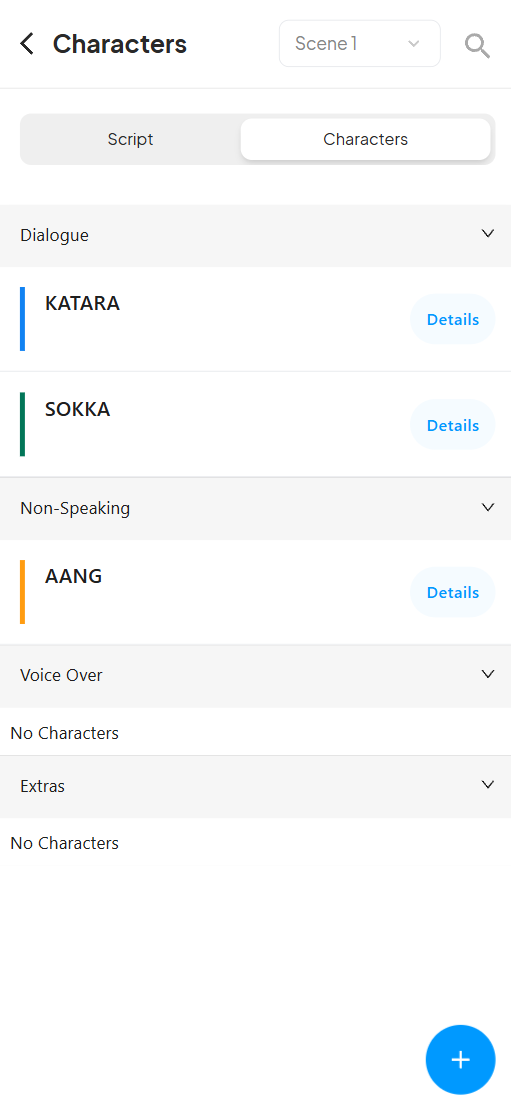 Characters
Scene 1
Script
Characters
Dialogue
KATARA
Details
SOKKA
Details
Non-Speaking
AANG
Details
Voice Over
No Characters
Extras
No Characters